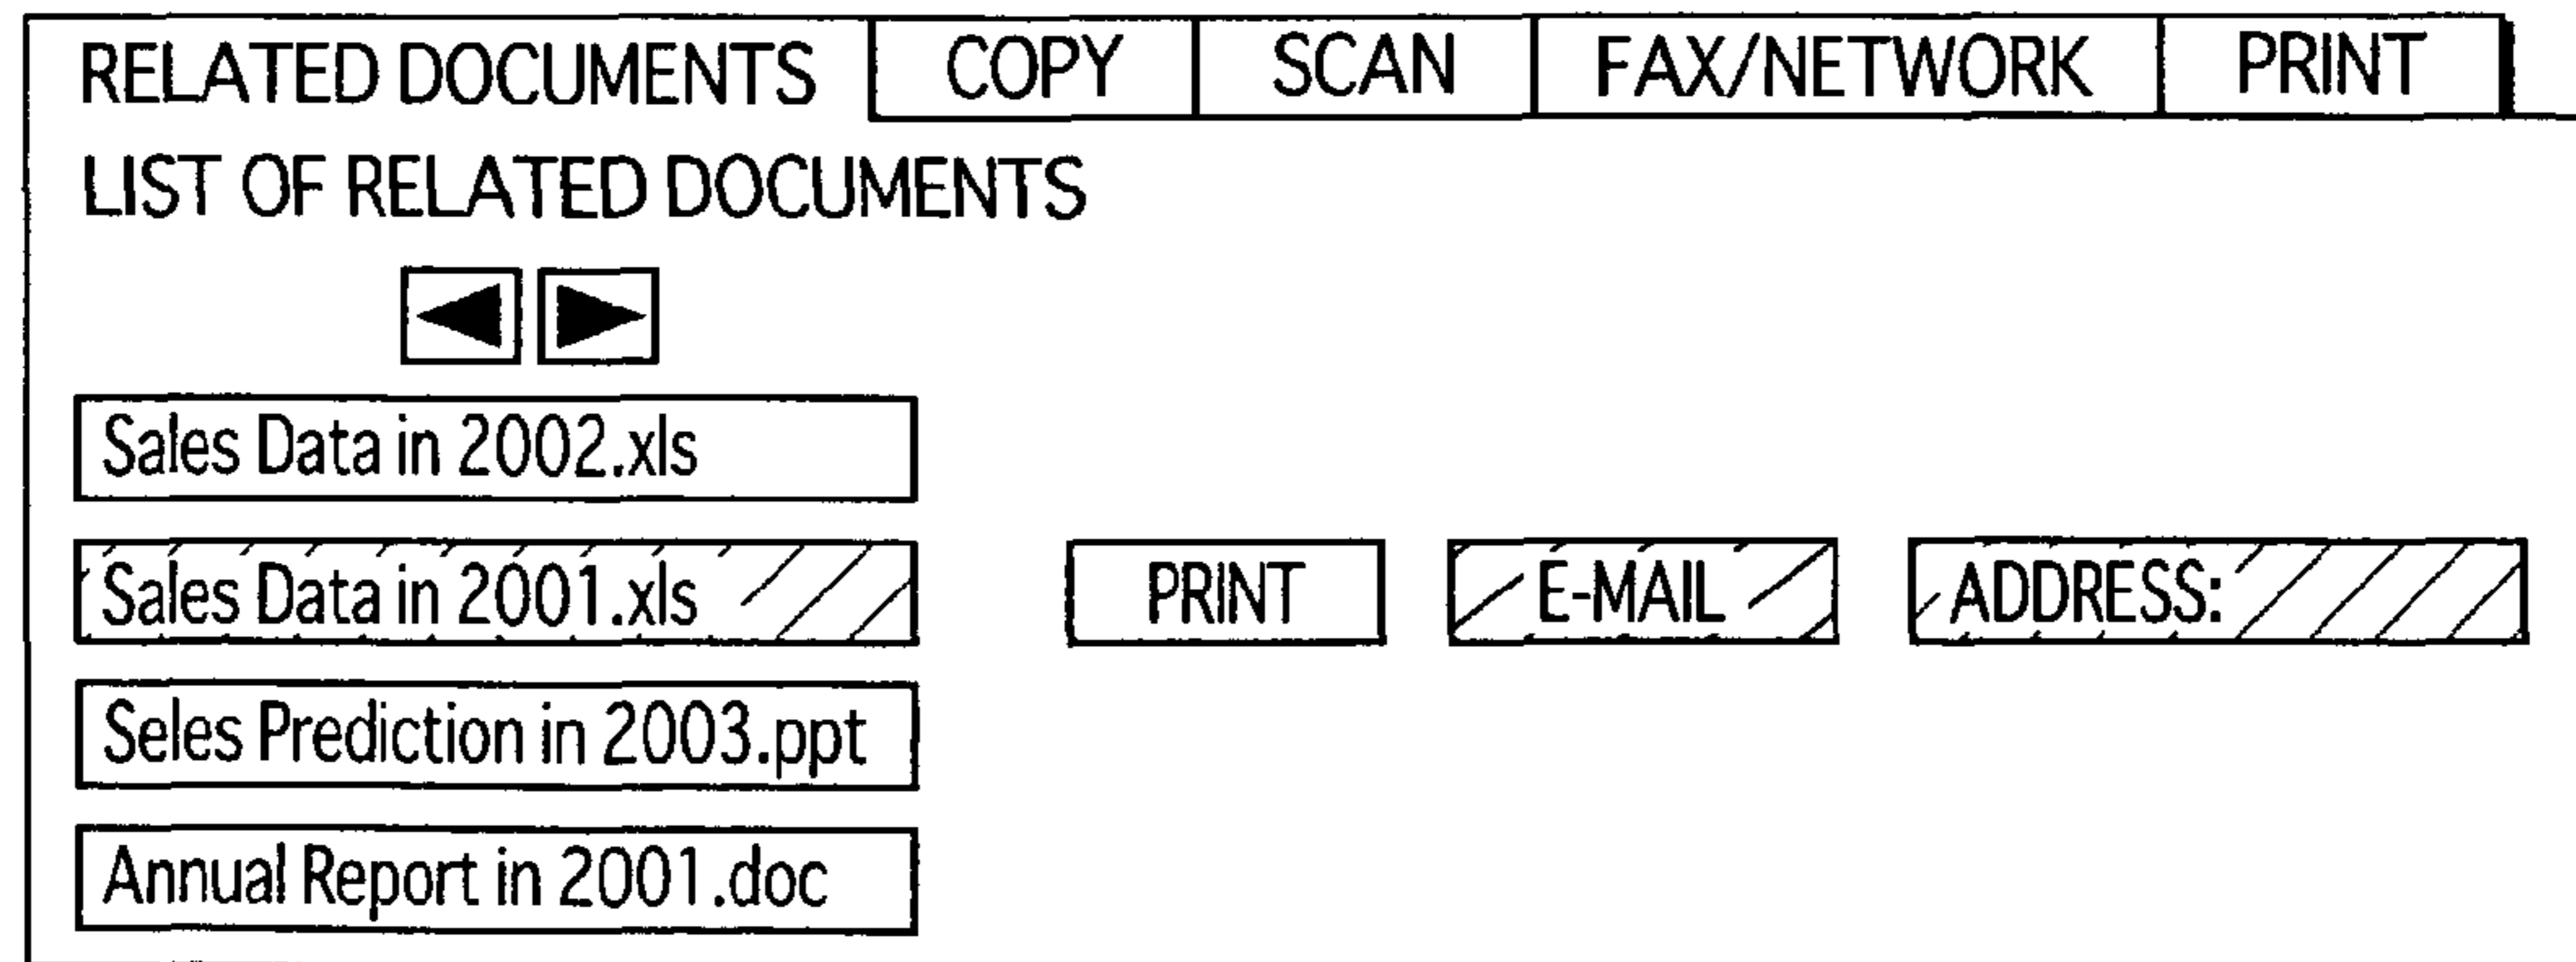 RELATED DOCUMENTS COPY SCAN FAX/NETWORK PRINT
LIST OF RELATED DOCUMENTS
Sales Data in 2002.xls
Sales Data in 2001.xls PRINT E-MAIL ADDRESS:
Seles Prediction in 2003.ppt
Annual Report in 2001.doc